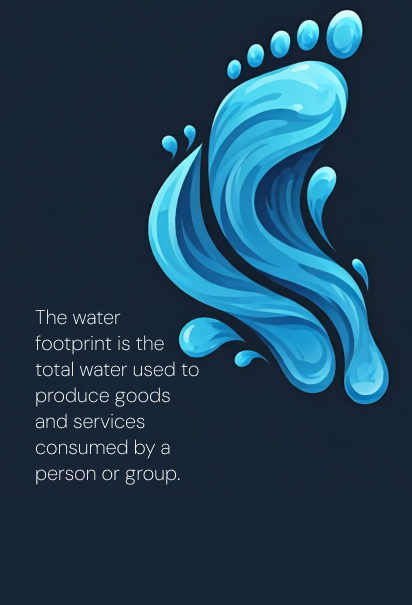 The water
footprint is the
total water used to
produce goods
and services
consumed by a
person or group.